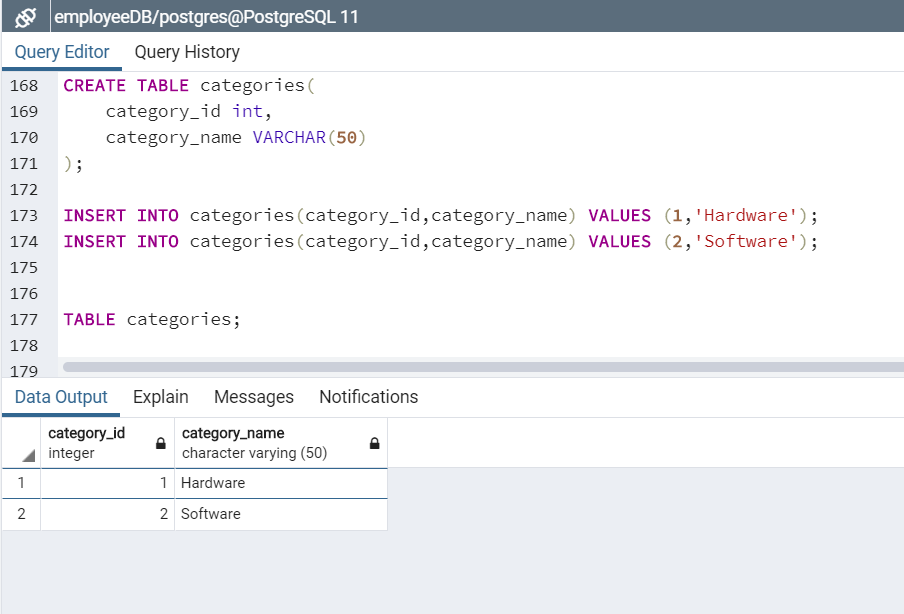 employeeDB/postgres@PostgreSQL 11
Query Editor Query History
168 CREATE TABLE categories(
169 category_id int,
170 category_name VARCHAR(50)
171 );
172
173 INSERT INTO categories(category_id,category_name) VALUES (1,'Hardware');
174 INSERT INTO categories(category_id,category_name) VALUES (2,'Software');
175
176
177 TABLE categories;
178
179
Data Output Explain Messages Notifications
category_id category_name
integer character varying (50)
1 1 Hardware
2 2 Software